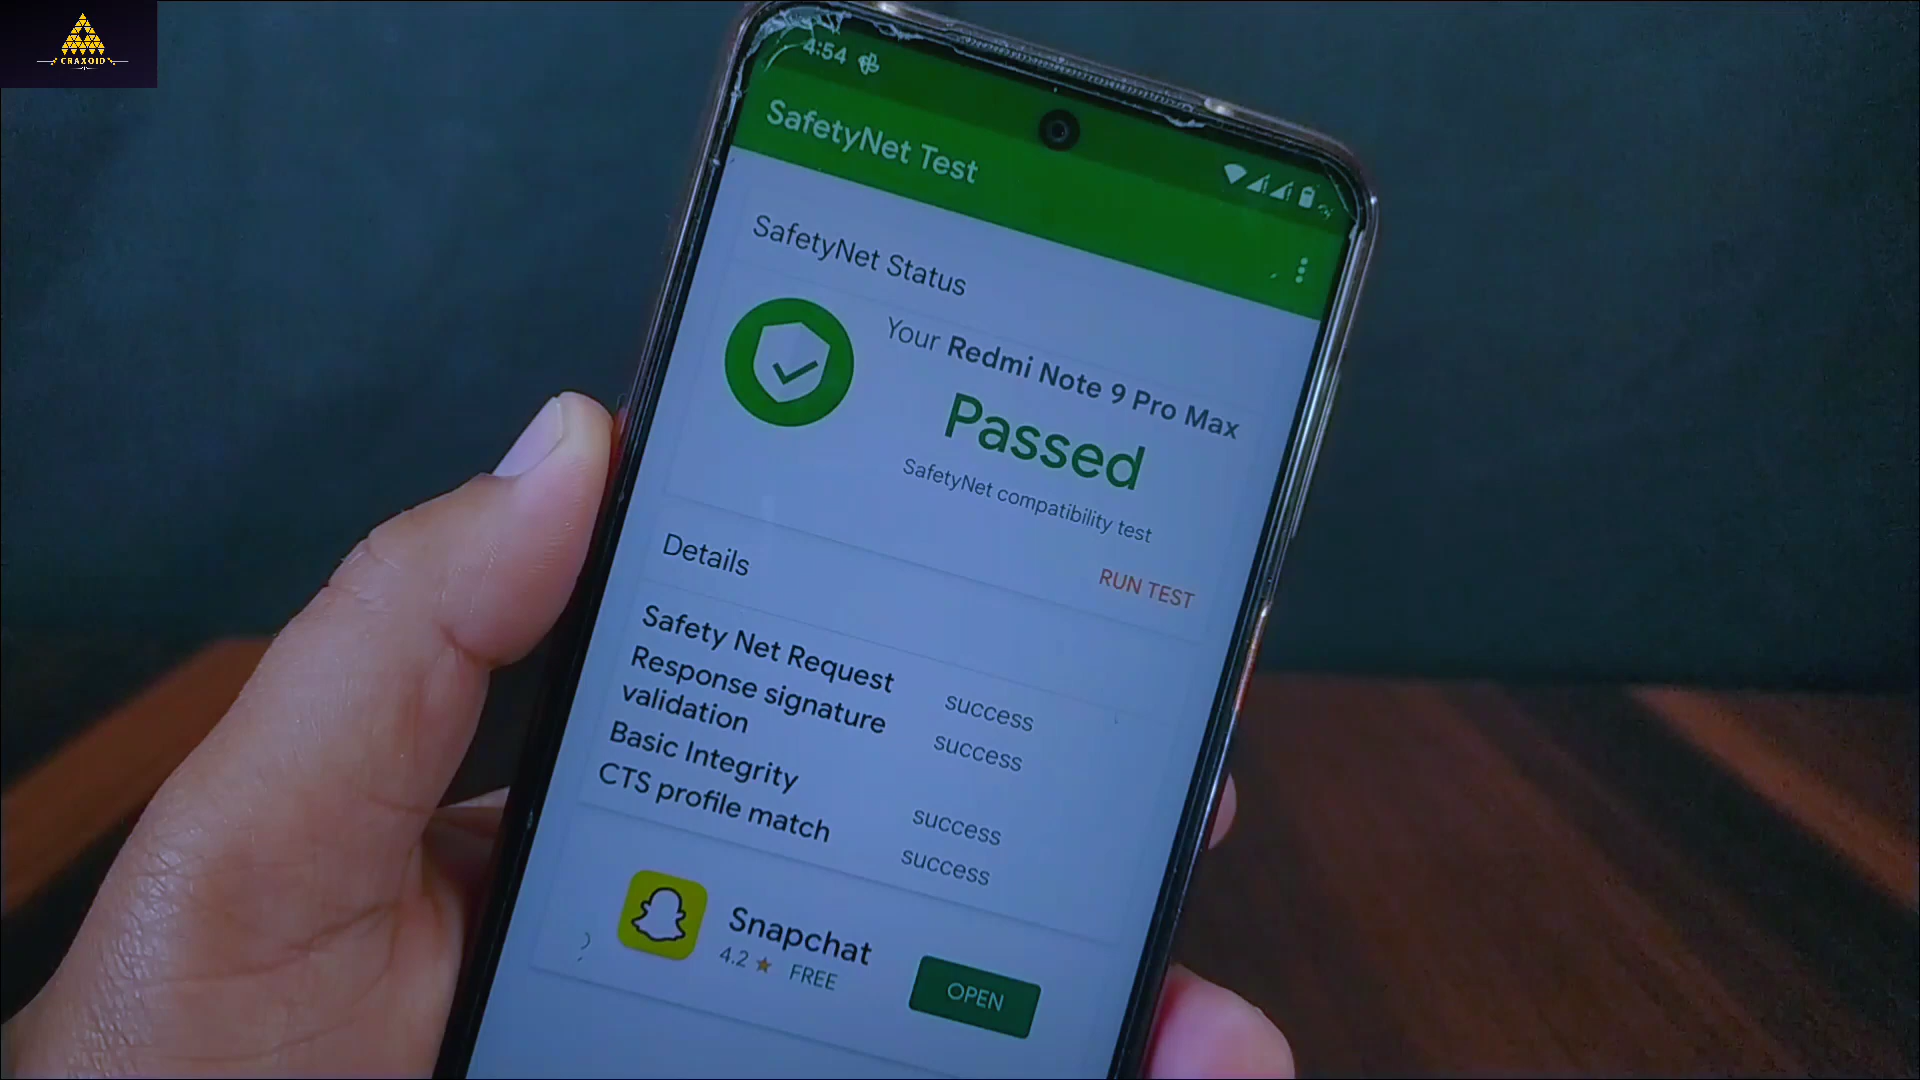 CRAXOID
4:54
SafetyNet Test
SafetyNet Status
Your Redmi Note 9 Pro Max
Passed
SafetyNet compatibility test
RUN TEST
Details
Safety Net Request success
Response signature success
validation
Basic Integrity success
CTS profile match success
Snapchat
4.2 ★ FREE
OPEN